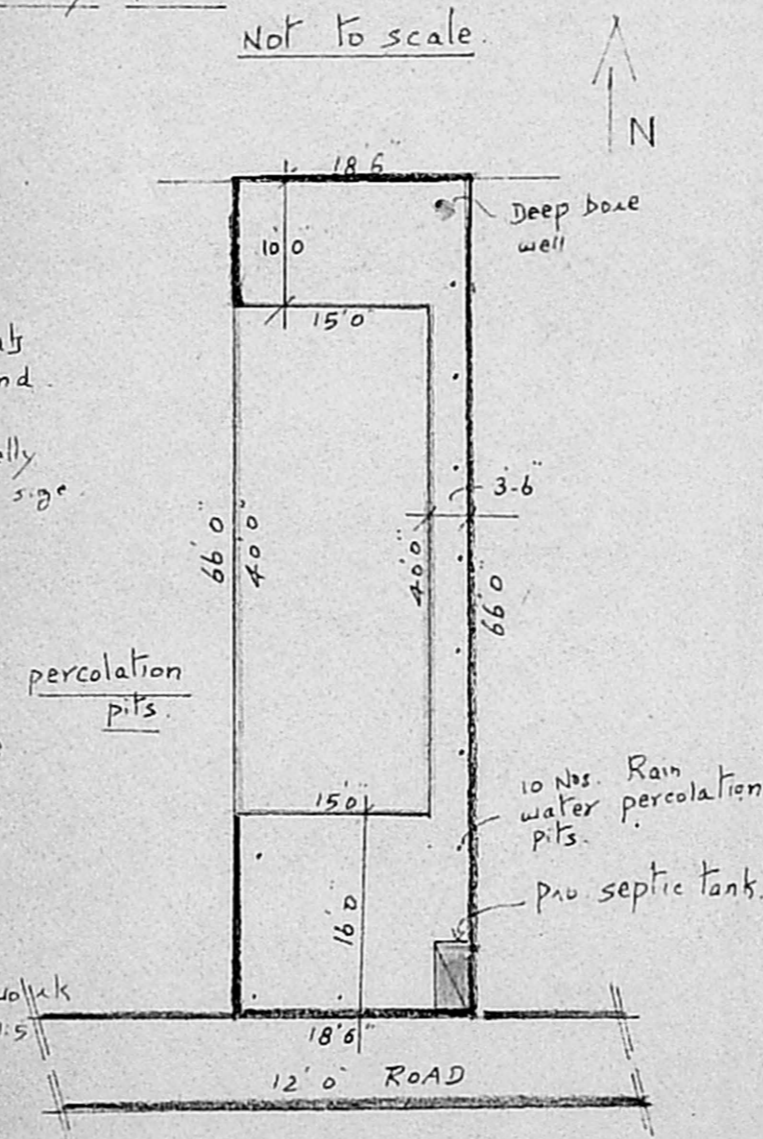 Not to scale.
N
18'6"
Deep bore
well
10'0
15'0
size.
3'-6"
66'0"
40'0"
40'0"
66'0"
percolation
pits.
15'0"
10 Nos. Rain
water percolation
pits.
pro. septic tank.
16'0
18'6"
12'0 ROAD